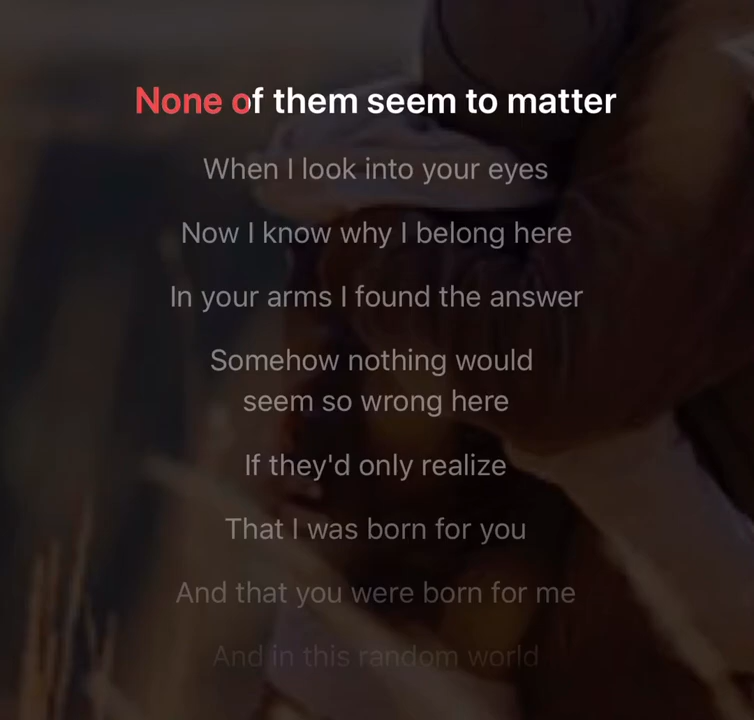 None of them seem to matter
When I look into your eyes
Now I know why I belong here
In your arms I found the answer
Somehow nothing would
seem so wrong here
If they'd only realize
That I was born for you
And that you were born for me
And in this random world